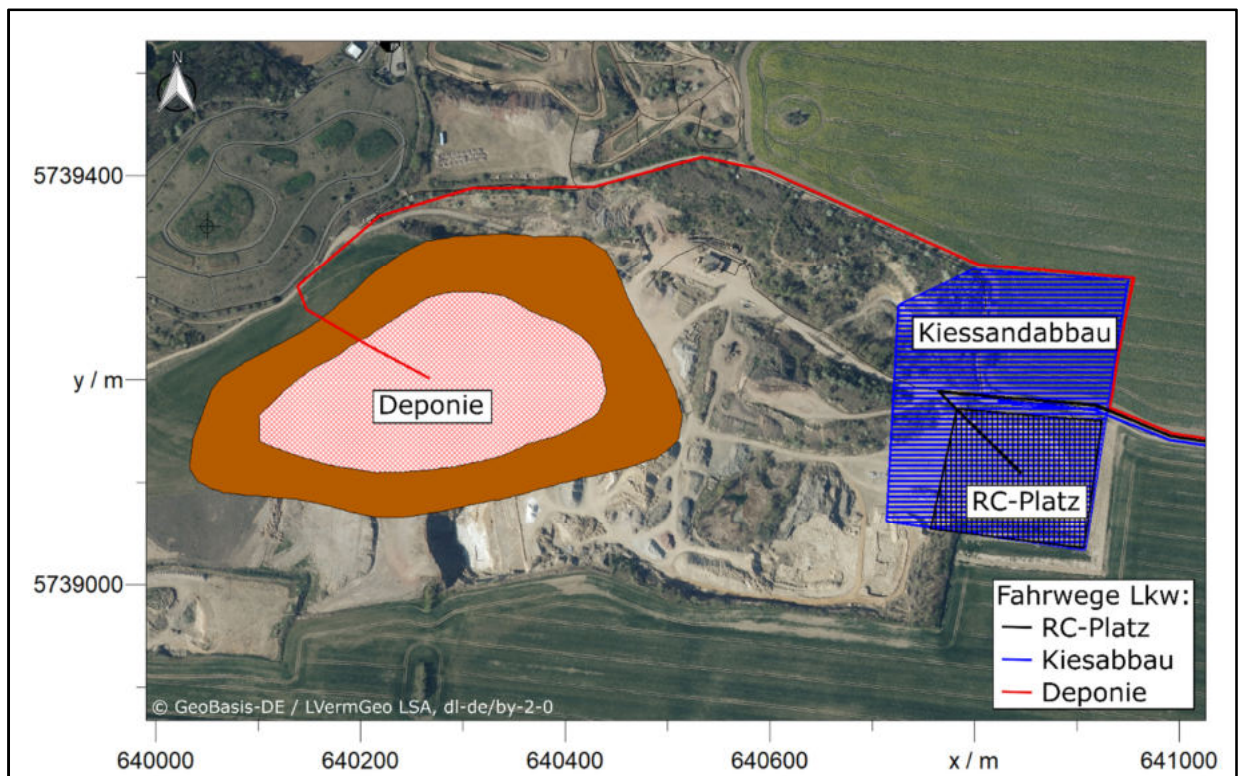 N
5739400
Kiessandabbau
y / m
Deponie
RC-Platz
5739000
Fahrwege Lkw:
RC-Platz
Kiesabbau
Deponie
© GeoBasis-DE / LVermGeo LSA, dl-de/by-2-0
640000 640200 640400 640600 x / m 641000